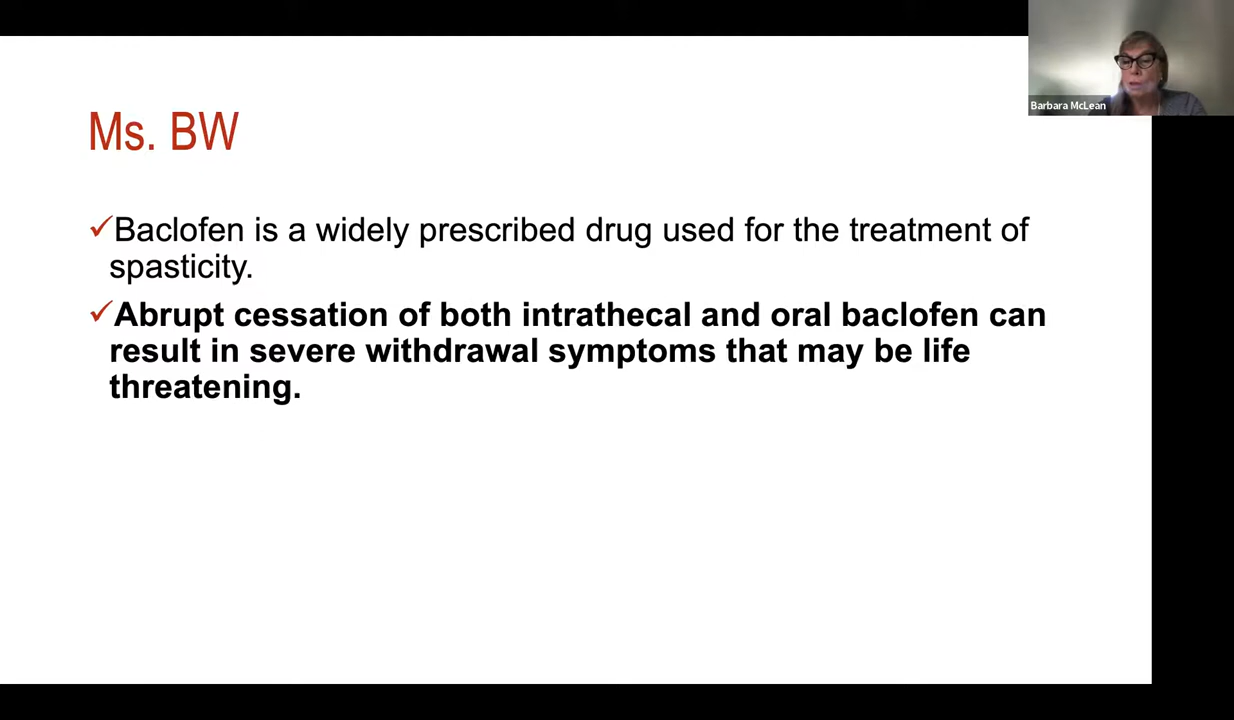 Barbara McLean
Ms. BW
✓Baclofen is a widely prescribed drug used for the treatment of
spasticity.
✓Abrupt cessation of both intrathecal and oral baclofen can
result in severe withdrawal symptoms that may be life
threatening.